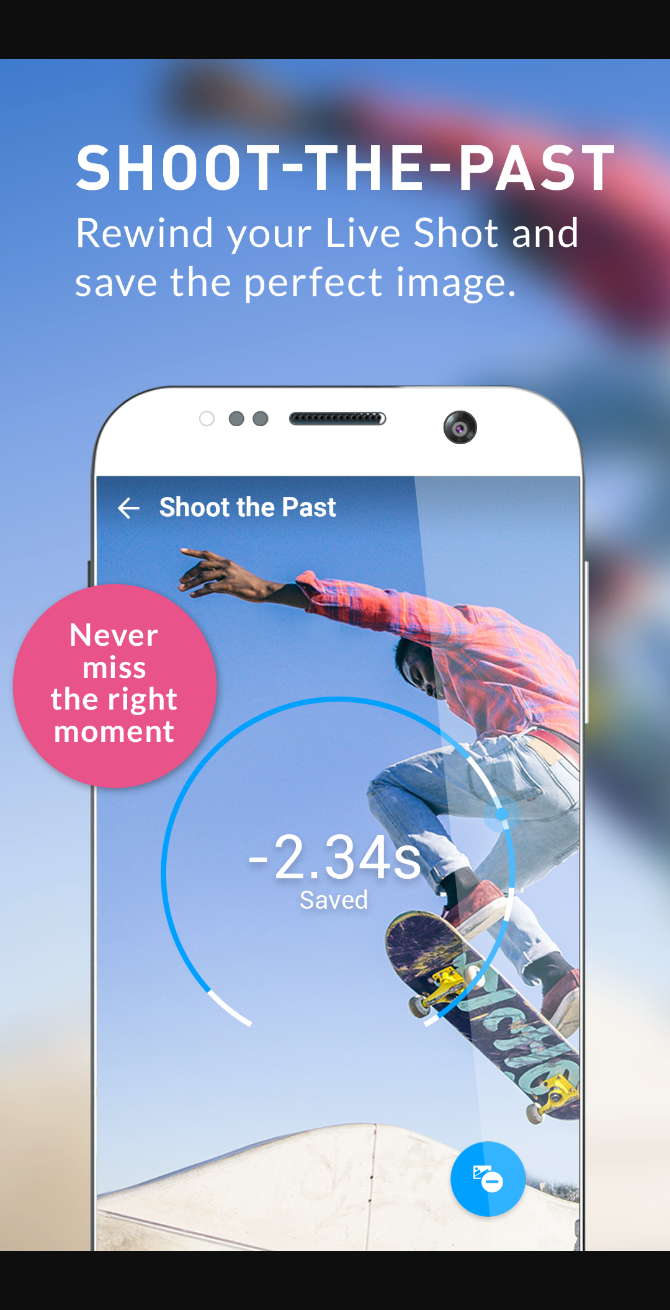 SHOOT-THE-PAST
Rewind your Live Shot and
save the perfect image.
Shoot the Past
Never
miss
the right
moment
-2.34s
Saved